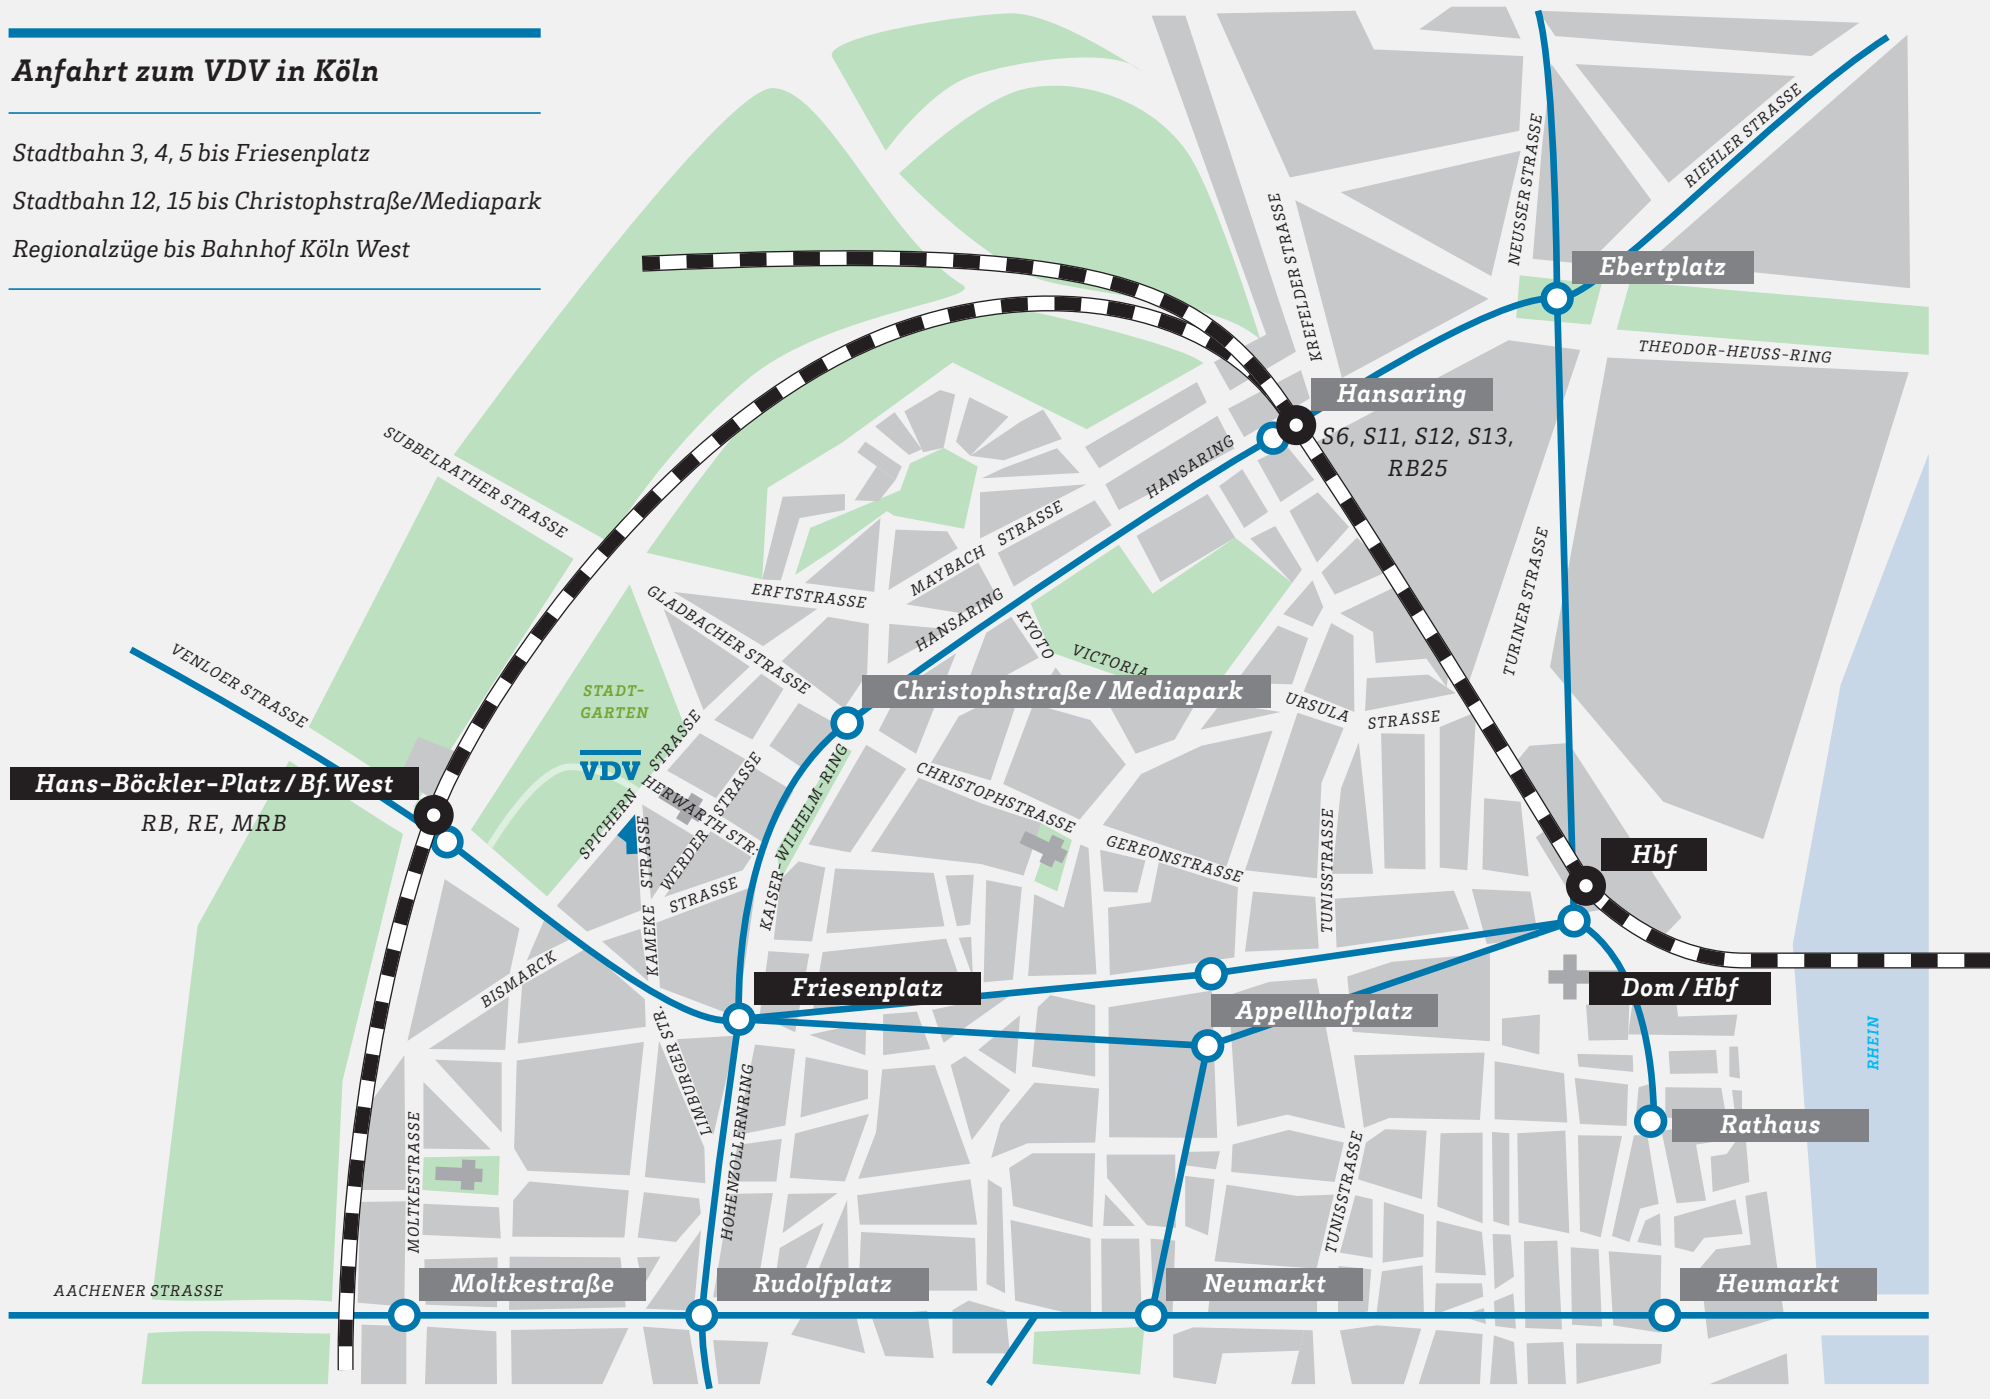 Anfahrt zum VDV in Köln
Stadtbahn 3, 4, 5 bis Friesenplatz
Stadtbahn 12, 15 bis Christophstraße/Mediapark
Regionalzüge bis Bahnhof Köln West
NEUSSER STRASSE
RIEHLER STRASSE
KREFELDER STRASSE
Ebertplatz
THEODOR-HEUSS-RING
Hansaring
S6, S11, S12, S13,
RB25
SUBBELRATHER STRASSE
HANSARING
MAYBACH STRASSE
ERFTSTRASSE
GLADBACHER STRASSE
HANSARING
KYOTO
VICTORIA
TURINER STRASSE
VENLOER STRASSE
STADT-
GARTEN
Christophstraße / Mediapark
URSULA STRASSE
VDV
SPICHERN STRASSE
HERWARTH STR.
WERDER STRASSE
KAISER-WILHELM-RING
CHRISTOPHSTRASSE
GEREONSTRASSE
TUNISSTRASSE
Hans-Böckler-Platz / Bf. West
RB, RE, MRB
KAMEKE STRASSE
BISMARCK STRASSE
Hbf
Friesenplatz
Appellhofplatz
Dom / Hbf
RHEIN
LIMBURGER STR.
HOHENZOLLERNRING
MOLTKESTRASSE
TUNISSTRASSE
Rathaus
AACHENER STRASSE
Moltkestraße
Rudolfplatz
Neumarkt
Heumarkt